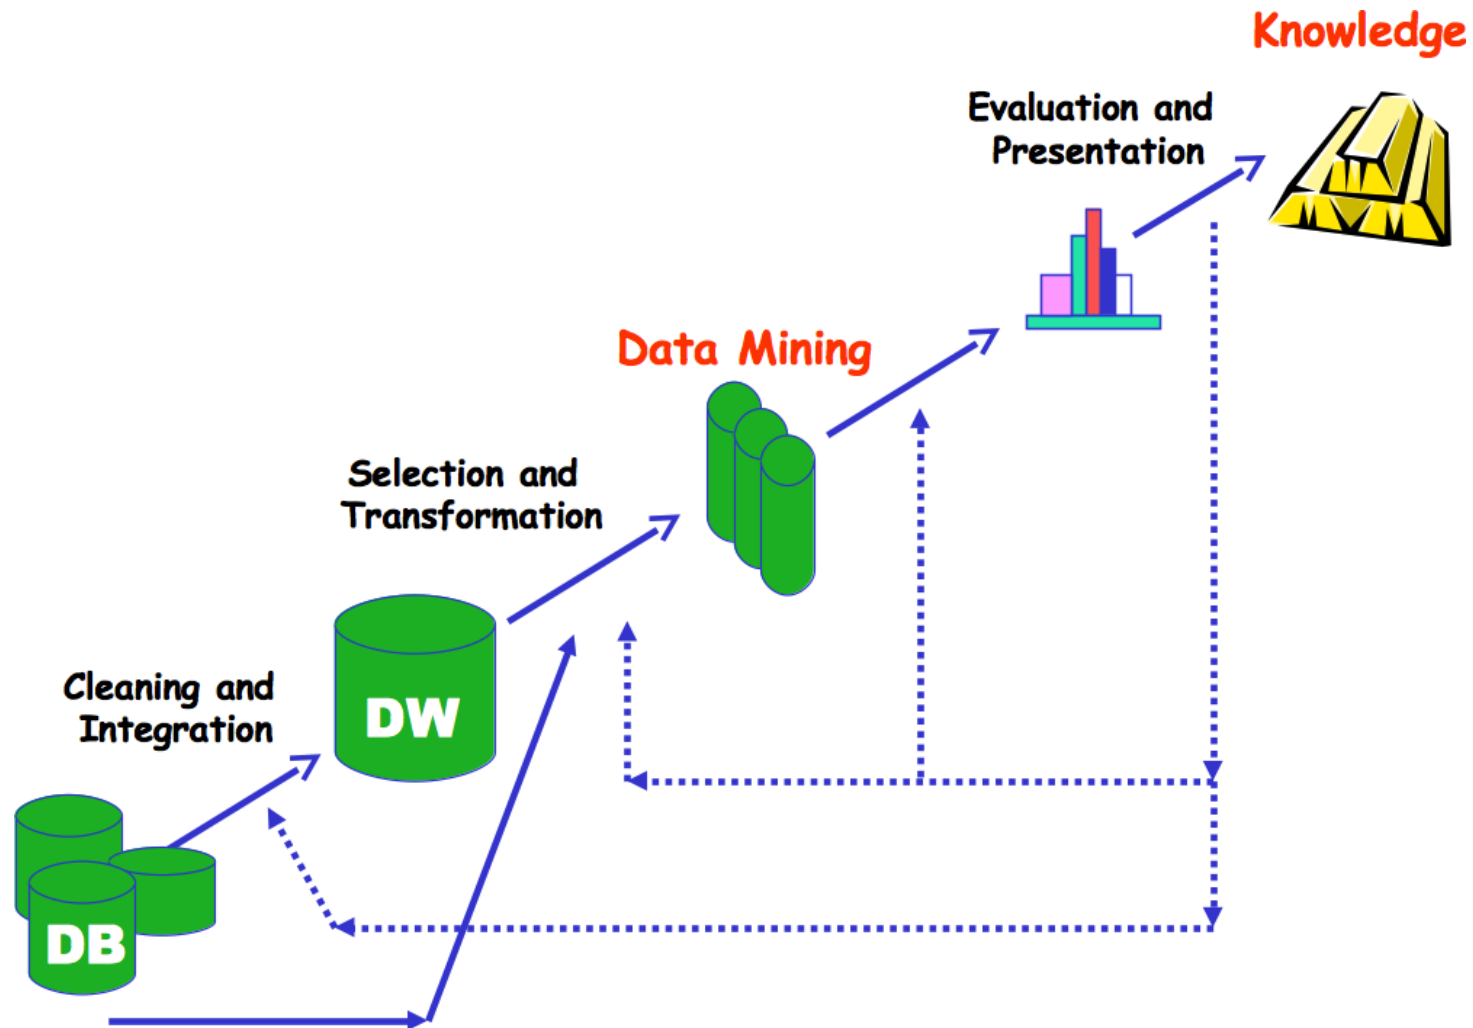 Knowledge
Evaluation and
Presentation
Data Mining
Selection and
Transformation
Cleaning and
Integration
DW
DB